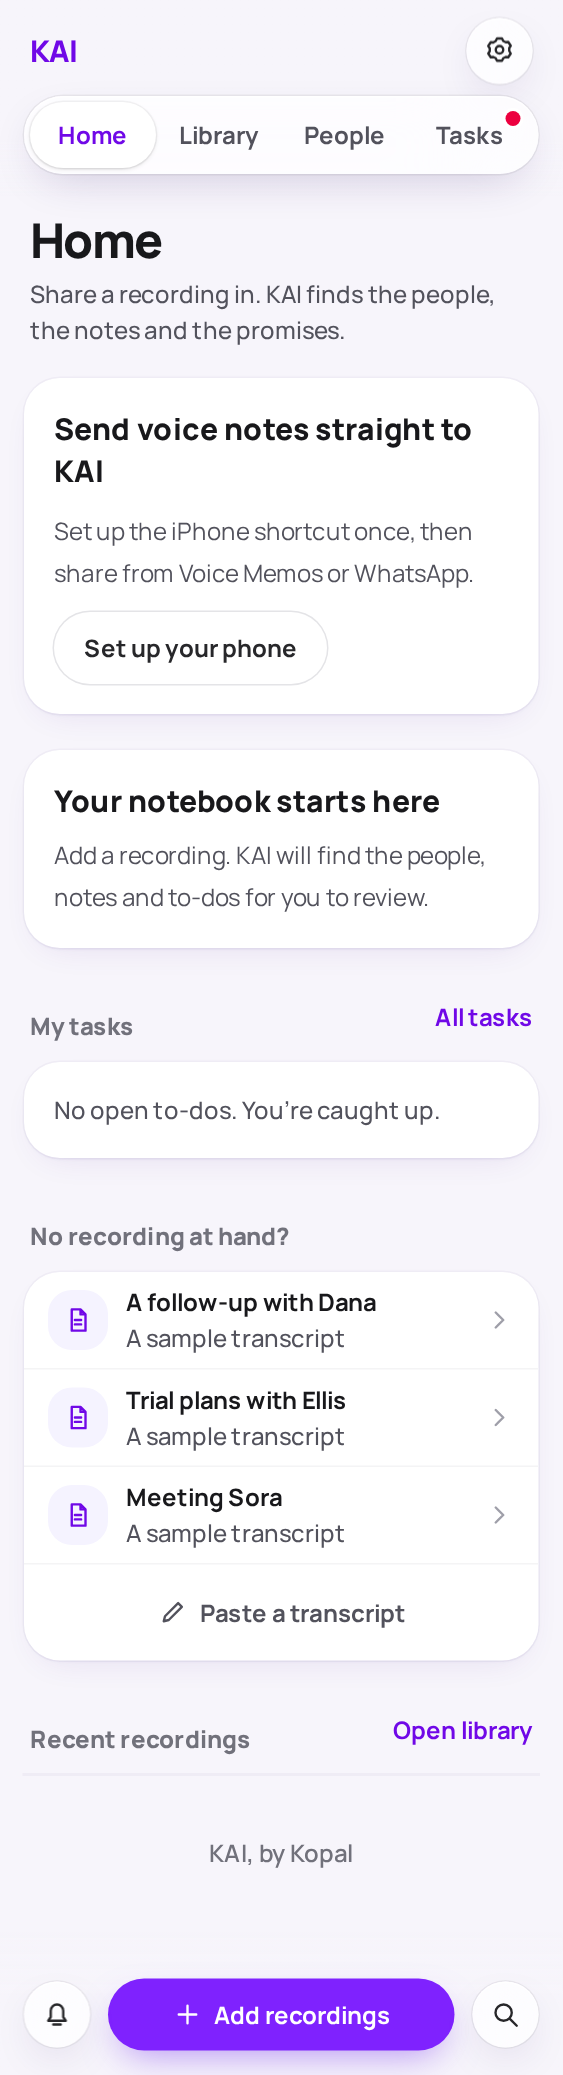 KAI
Home
Library
People
Tasks
Home
Share a recording in. KAI finds the people,
the notes and the promises.
Send voice notes straight to
KAI
Set up the iPhone shortcut once, then
share from Voice Memos or WhatsApp.
Set up your phone
Your notebook starts here
Add a recording. KAI will find the people,
notes and to-dos for you to review.
My tasks
All tasks
No open to-dos. You’re caught up.
No recording at hand?
A follow-up with Dana
A sample transcript
Trial plans with Ellis
A sample transcript
Meeting Sora
A sample transcript
Paste a transcript
Recent recordings
Open library
KAI, by Kopal
Add recordings